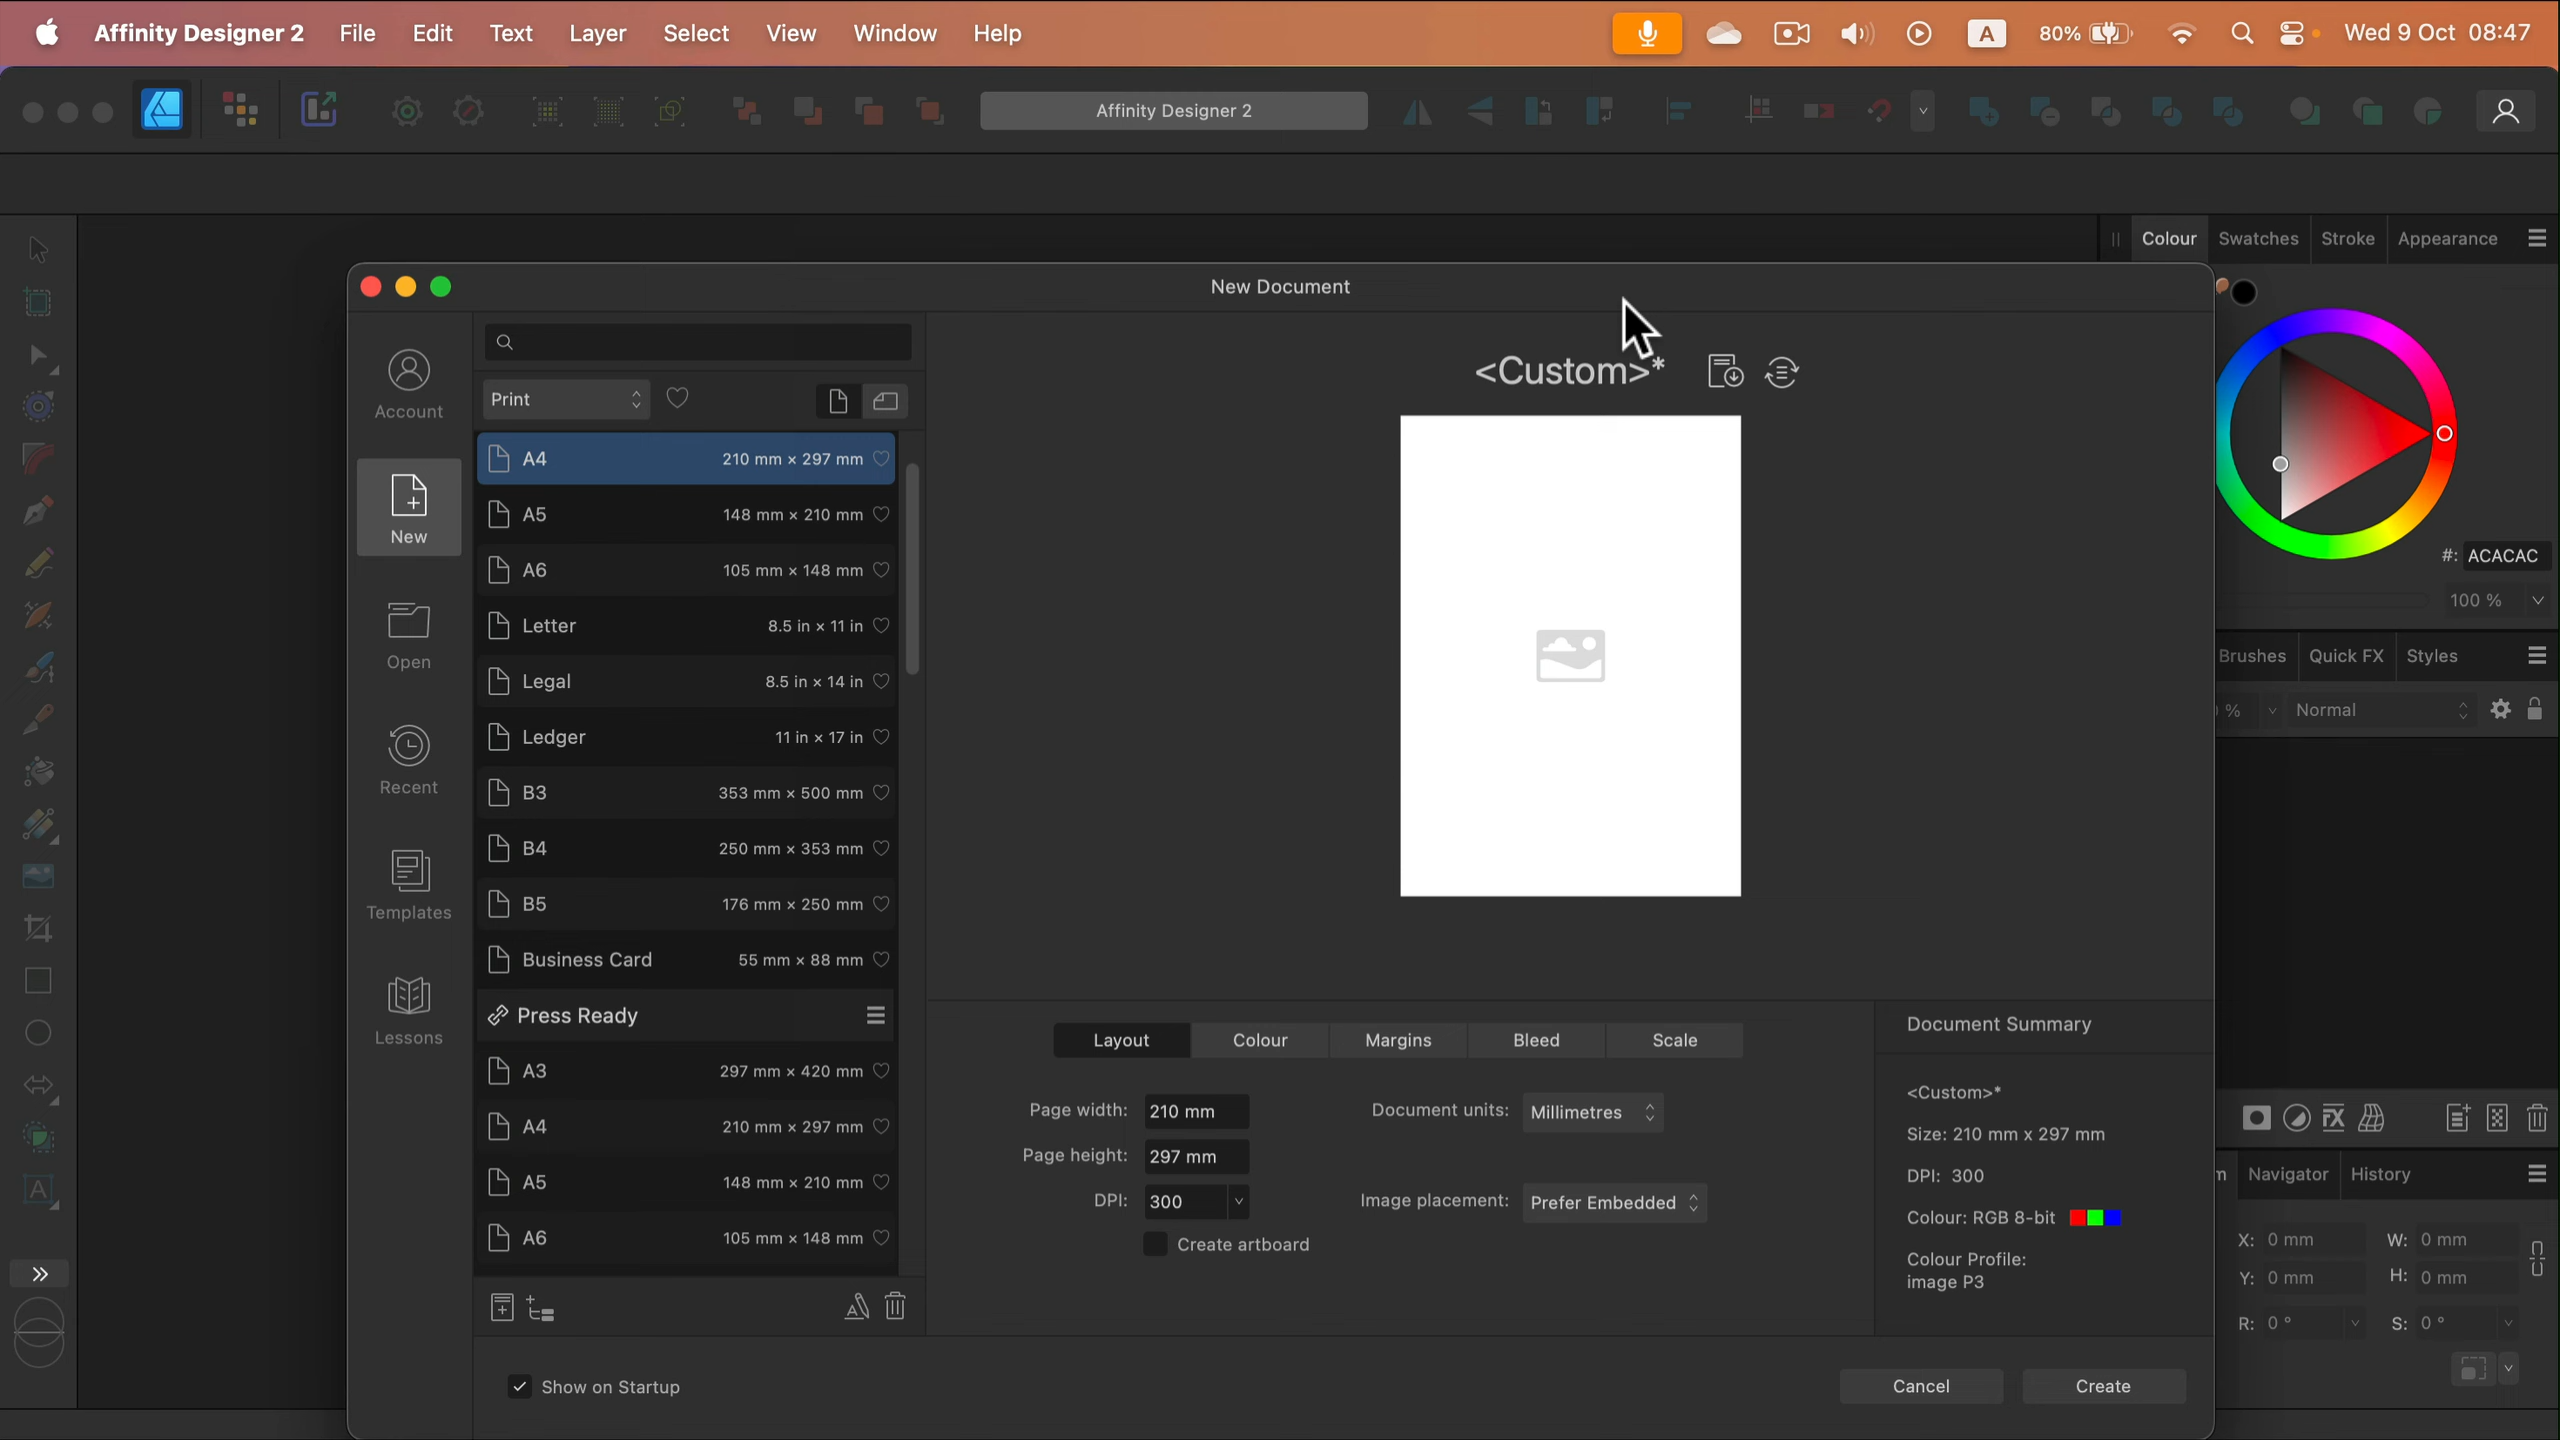 Affinity Designer 2 File Edit Text Layer Select View Window Help A 80% Wed 9 Oct 08:47
Affinity Designer 2
Colour Swatches Stroke Appearance
New Document
Account
New
Open
Recent
Templates
Lessons
Print
A4 210 mm × 297 mm
A5 148 mm × 210 mm
A6 105 mm × 148 mm
Letter 8.5 in × 11 in
Legal 8.5 in × 14 in
Ledger 11 in × 17 in
B3 353 mm × 500 mm
B4 250 mm × 353 mm
B5 176 mm × 250 mm
Business Card 55 mm × 88 mm
Press Ready
A3 297 mm × 420 mm
A4 210 mm × 297 mm
A5 148 mm × 210 mm
A6 105 mm × 148 mm
Show on Startup
<Custom>*
Layout Colour Margins Bleed Scale
Page width: 210 mm Document units: Millimetres
Page height: 297 mm
DPI: 300 Image placement: Prefer Embedded
Create artboard
Document Summary
<Custom>*
Size: 210 mm x 297 mm
DPI: 300
Colour: RGB 8-bit
Colour Profile:
image P3
Cancel Create
#: ACACAC
100 %
Brushes Quick FX Styles
% Normal
FX
m Navigator History
X: 0 mm W: 0 mm
Y: 0 mm H: 0 mm
R: 0 ° S: 0 °
A